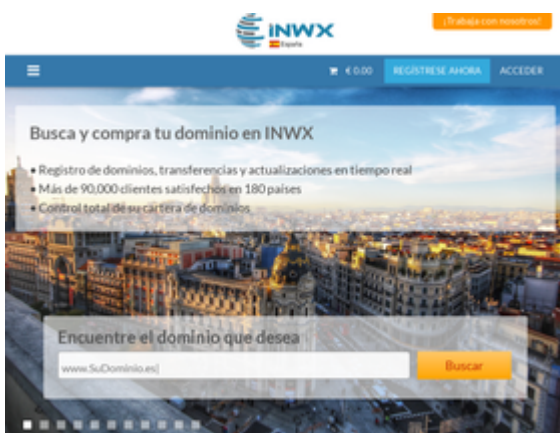 ¡Trabaja con nosotros!
INWX
España
€ 0.00 REGÍSTRESE AHORA ACCEDER
Busca y compra tu dominio en INWX
• Registro de dominios, transferencias y actualizaciones en tiempo real
• Más de 90,000 clientes satisfechos en 180 países
• Control total de su cartera de dominios
Encuentre el dominio que desea
www.SuDominio.es|
Buscar